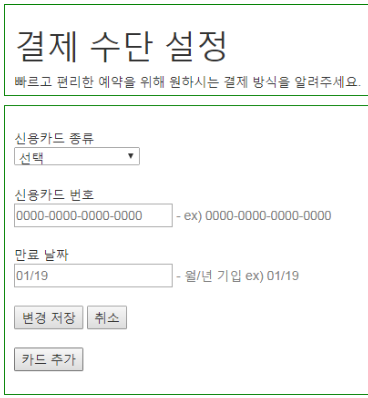 결제 수단 설정
빠르고 편리한 예약을 위해 원하시는 결제 방식을 알려주세요.
신용카드 종류
선택
신용카드 번호
0000-0000-0000-0000 - ex) 0000-0000-0000-0000
만료 날짜
01/19 - 월/년 기입 ex) 01/19
변경 저장 취소
카드 추가